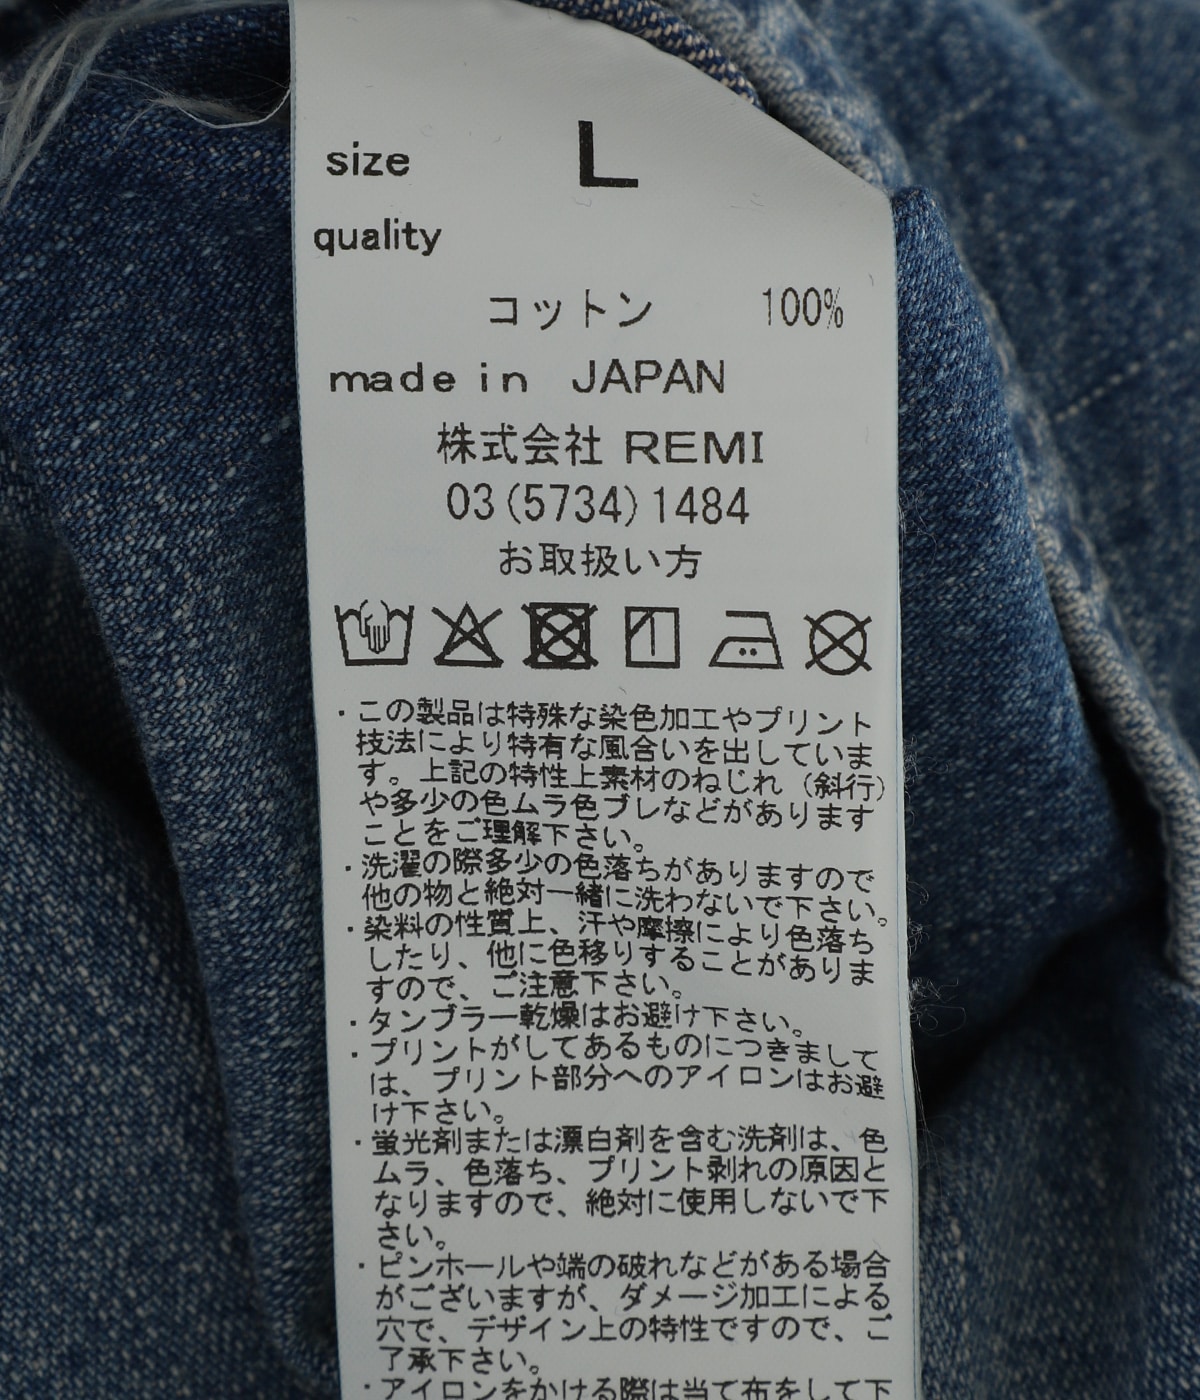 size L
quality
コットン 100%
made in JAPAN
株式会社 REMI
03(5734)1484
お取扱い方
・この製品は特殊な染色加工やプリント
技法により特有な風合いを出していま
す。上記の特性上素材のねじれ（斜行）
や多少の色ムラ色ブレなどがあります
ことをご理解下さい。
・洗濯の際多少の色落ちがありますので
他の物と絶対一緒に洗わないで下さい。
・染料の性質上、汗や摩擦により色落ち
したり、他に色移りすることがありま
すので、ご注意下さい。
・タンブラー乾燥はお避け下さい。
・プリントがしてあるものにつきまして
は、プリント部分へのアイロンはお避
け下さい。
・蛍光剤または漂白剤を含む洗剤は、色
ムラ、色落ち、プリント剥れの原因と
なりますので、絶対に使用しないで下
さい。
・ピンホールや端の破れなどがある場合
がございますが、ダメージ加工による
穴で、デザイン上の特性ですので、ご
了承下さい。
・アイロンをかける際は当て布をして下